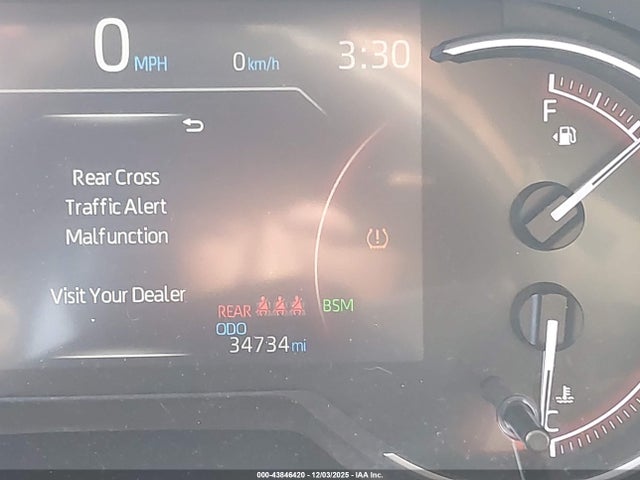 0 MPH 0 km/h 3:30
F
Rear Cross
Traffic Alert
Malfunction
Visit Your Dealer
REAR BSM
ODO
34734 mi
C
000-43846420 - 12/03/2025 - IAA Inc.